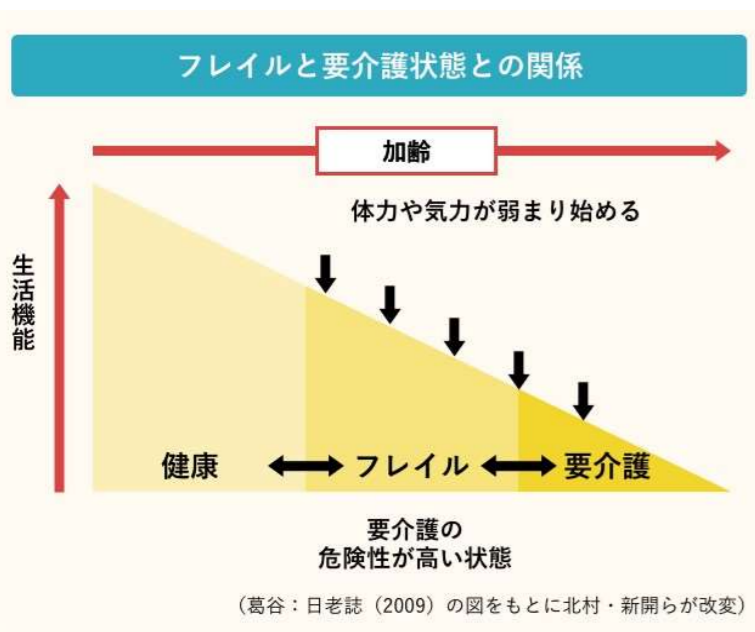 フレイルと要介護状態との関係
加齢
体力や気力が弱まり始める
生活機能
健康
フレイル
要介護
要介護の
危険性が高い状態
（葛谷：日老誌（2009）の図をもとに北村・新開らが改変）